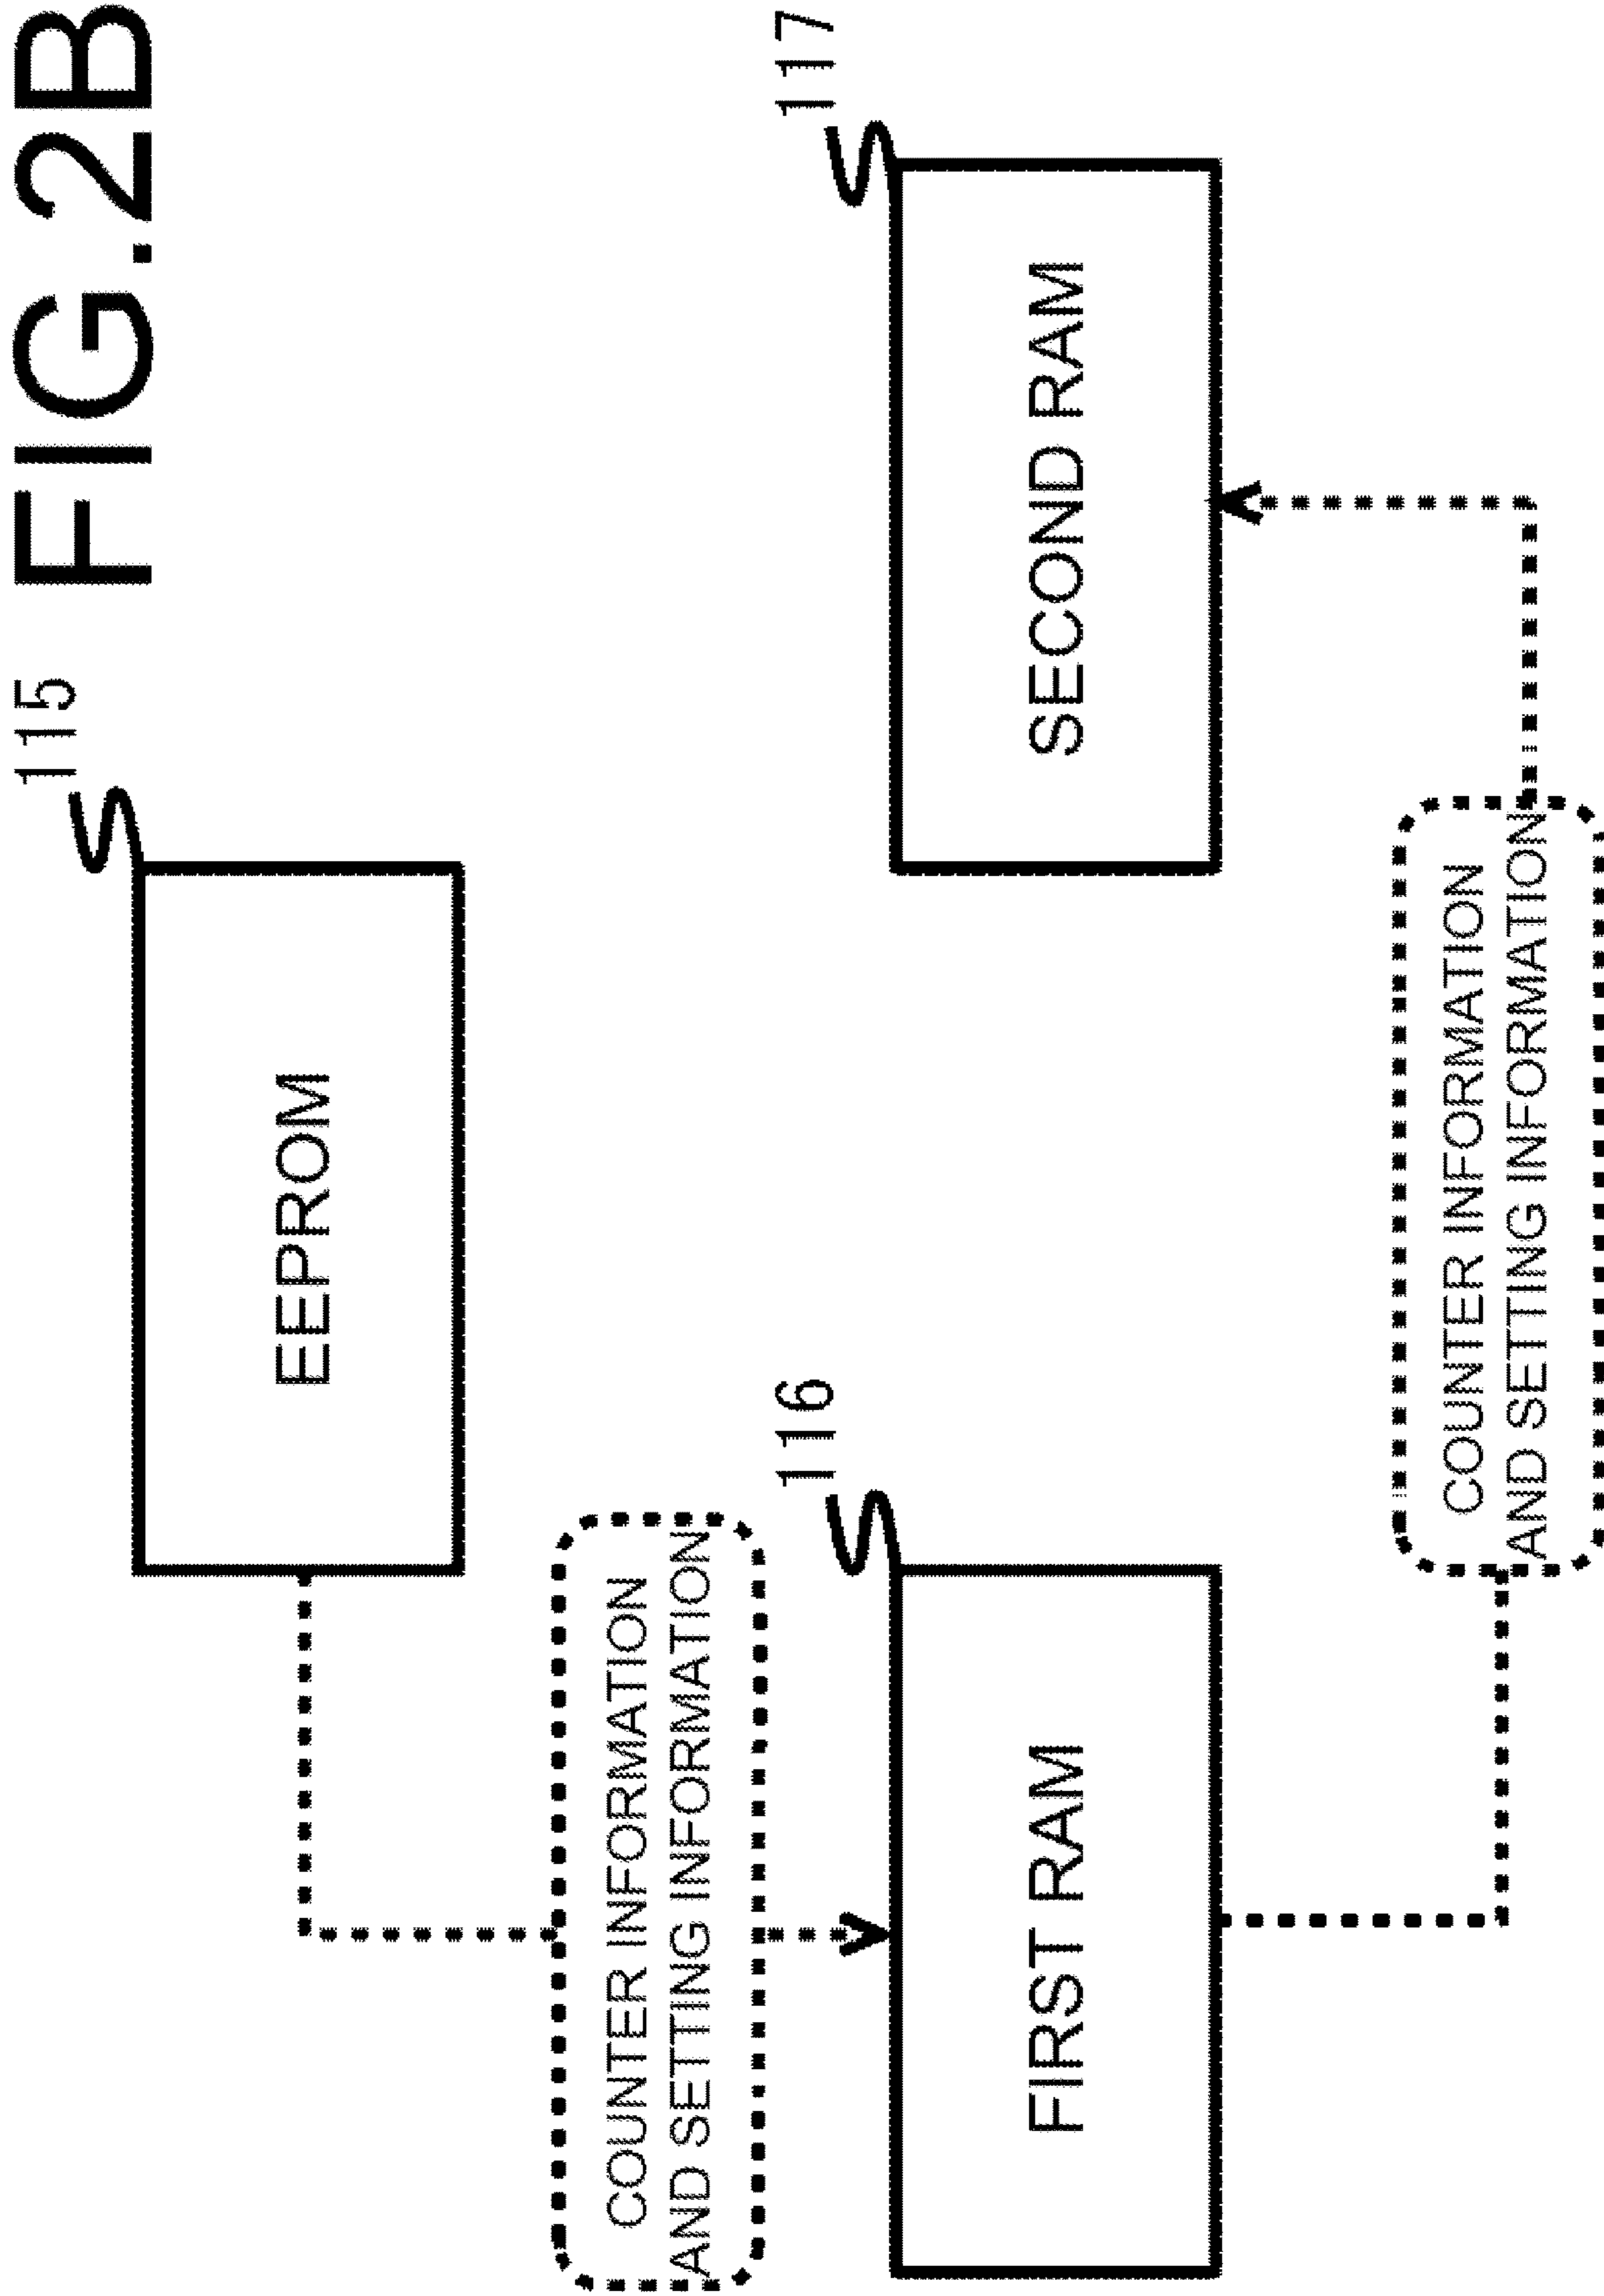 FIG.2B
115
EEPROM
COUNTER INFORMATION
AND SETTING INFORMATION
116
117
FIRST RAM
SECOND RAM
COUNTER INFORMATION
AND SETTING INFORMATION